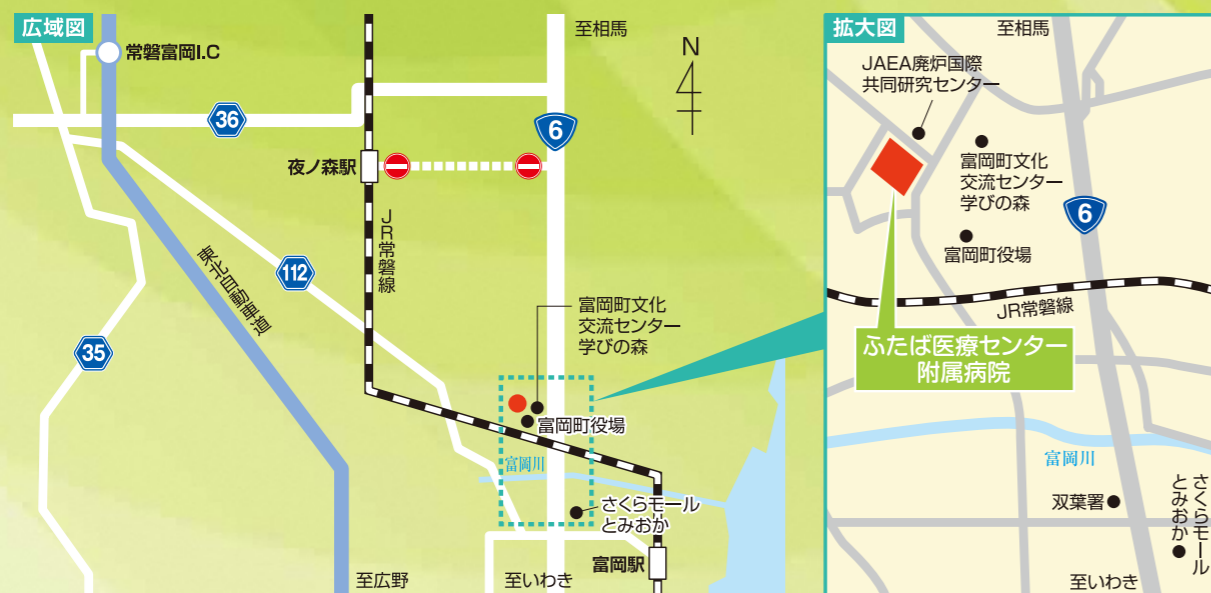 広域図
常磐富岡I.C
至相馬
N
36
6
夜ノ森駅
JR常磐線
東北自動車道
112
35
富岡町文化
交流センター
学びの森
富岡町役場
富岡川
さくらモール
とみおか
富岡駅
至広野
至いわき
拡大図
至相馬
JAEA廃炉国際
共同研究センター
富岡町文化
交流センター
学びの森
6
富岡町役場
JR常磐線
ふたば医療センター
附属病院
富岡川
双葉署
さくらモール
とみおか
至いわき